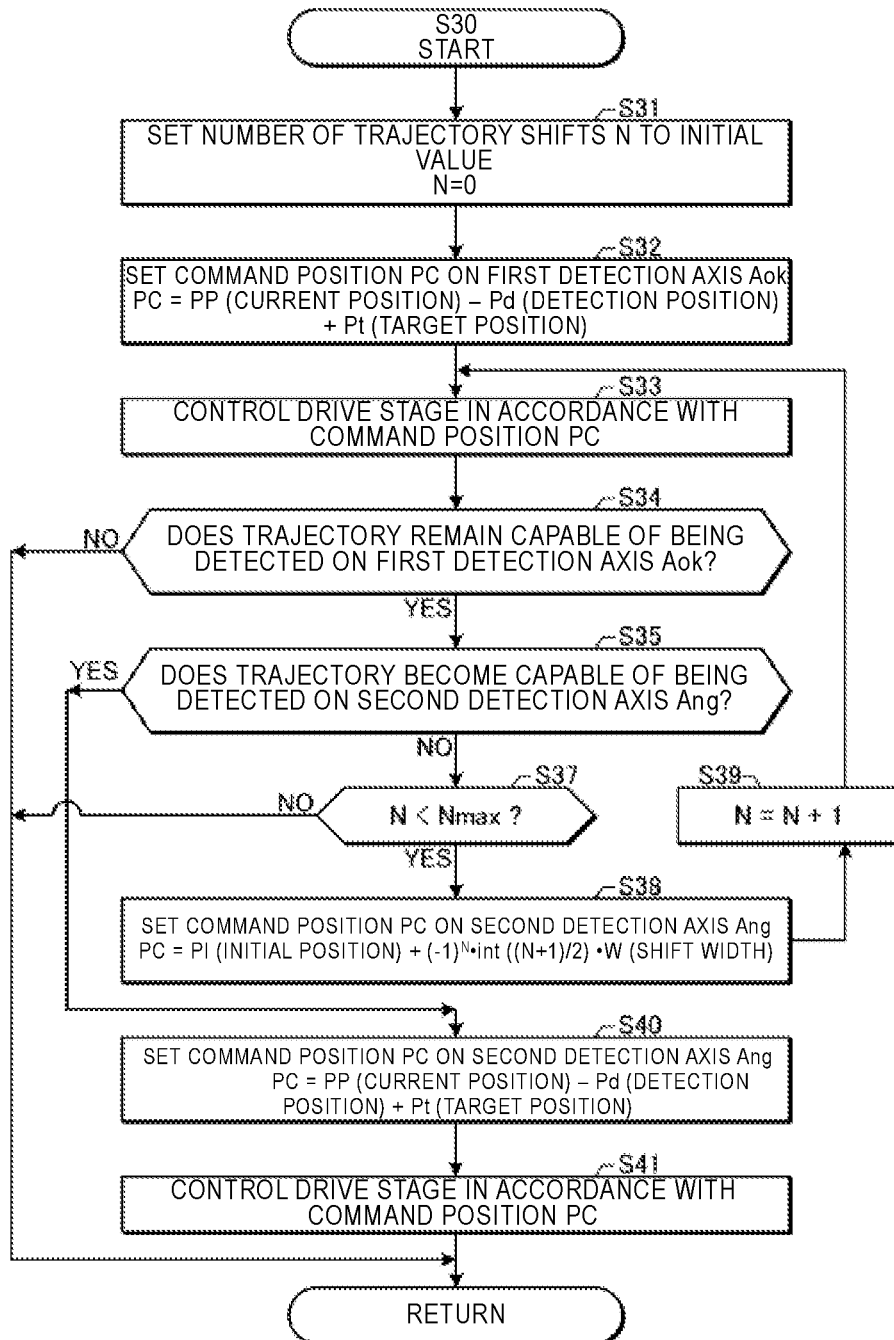 S30
START
S31
SET NUMBER OF TRAJECTORY SHIFTS N TO INITIAL
VALUE
N=0
S32
SET COMMAND POSITION PC ON FIRST DETECTION AXIS Aok
PC = PP (CURRENT POSITION) – Pd (DETECTION POSITION)
+ Pt (TARGET POSITION)
S33
CONTROL DRIVE STAGE IN ACCORDANCE WITH
COMMAND POSITION PC
S34
NO
DOES TRAJECTORY REMAIN CAPABLE OF BEING
DETECTED ON FIRST DETECTION AXIS Aok?
YES
S35
YES
DOES TRAJECTORY BECOME CAPABLE OF BEING
DETECTED ON SECOND DETECTION AXIS Ang?
NO
S37
S39
NO
N < Nmax ?
N = N + 1
YES
S38
SET COMMAND POSITION PC ON SECOND DETECTION AXIS Ang
PC = PI (INITIAL POSITION) + (-1)ᴺ•int ((N+1)/2) •W (SHIFT WIDTH)
S40
SET COMMAND POSITION PC ON SECOND DETECTION AXIS Ang
PC = PP (CURRENT POSITION) – Pd (DETECTION
POSITION) + Pt (TARGET POSITION)
S41
CONTROL DRIVE STAGE IN ACCORDANCE WITH
COMMAND POSITION PC
RETURN